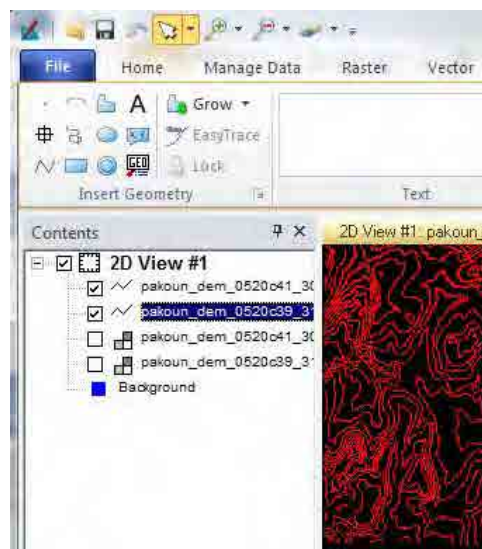 File Home Manage Data Raster Vector
A Grow
EasyTrace
GEO Lock
Insert Geometry Text
Contents 2D View #1: pakoun_
2D View #1
pakoun_dem_0520c41_30
pakoun_dem_0520c39_31
pakoun_dem_0520c41_30
pakoun_dem_0520c39_31
Background